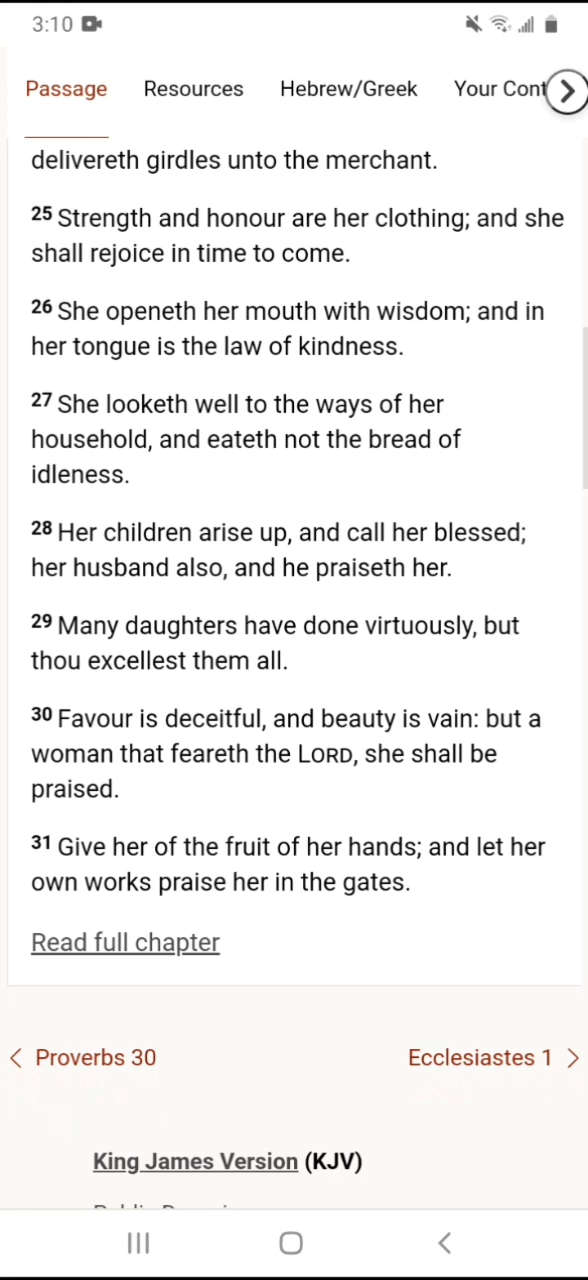 3:10
Passage Resources Hebrew/Greek Your Cont
delivereth girdles unto the merchant.
25 Strength and honour are her clothing; and she
shall rejoice in time to come.
26 She openeth her mouth with wisdom; and in
her tongue is the law of kindness.
27 She looketh well to the ways of her
household, and eateth not the bread of
idleness.
28 Her children arise up, and call her blessed;
her husband also, and he praiseth her.
29 Many daughters have done virtuously, but
thou excellest them all.
30 Favour is deceitful, and beauty is vain: but a
woman that feareth the LORD, she shall be
praised.
31 Give her of the fruit of her hands; and let her
own works praise her in the gates.
Read full chapter
Proverbs 30 Ecclesiastes 1
King James Version (KJV)